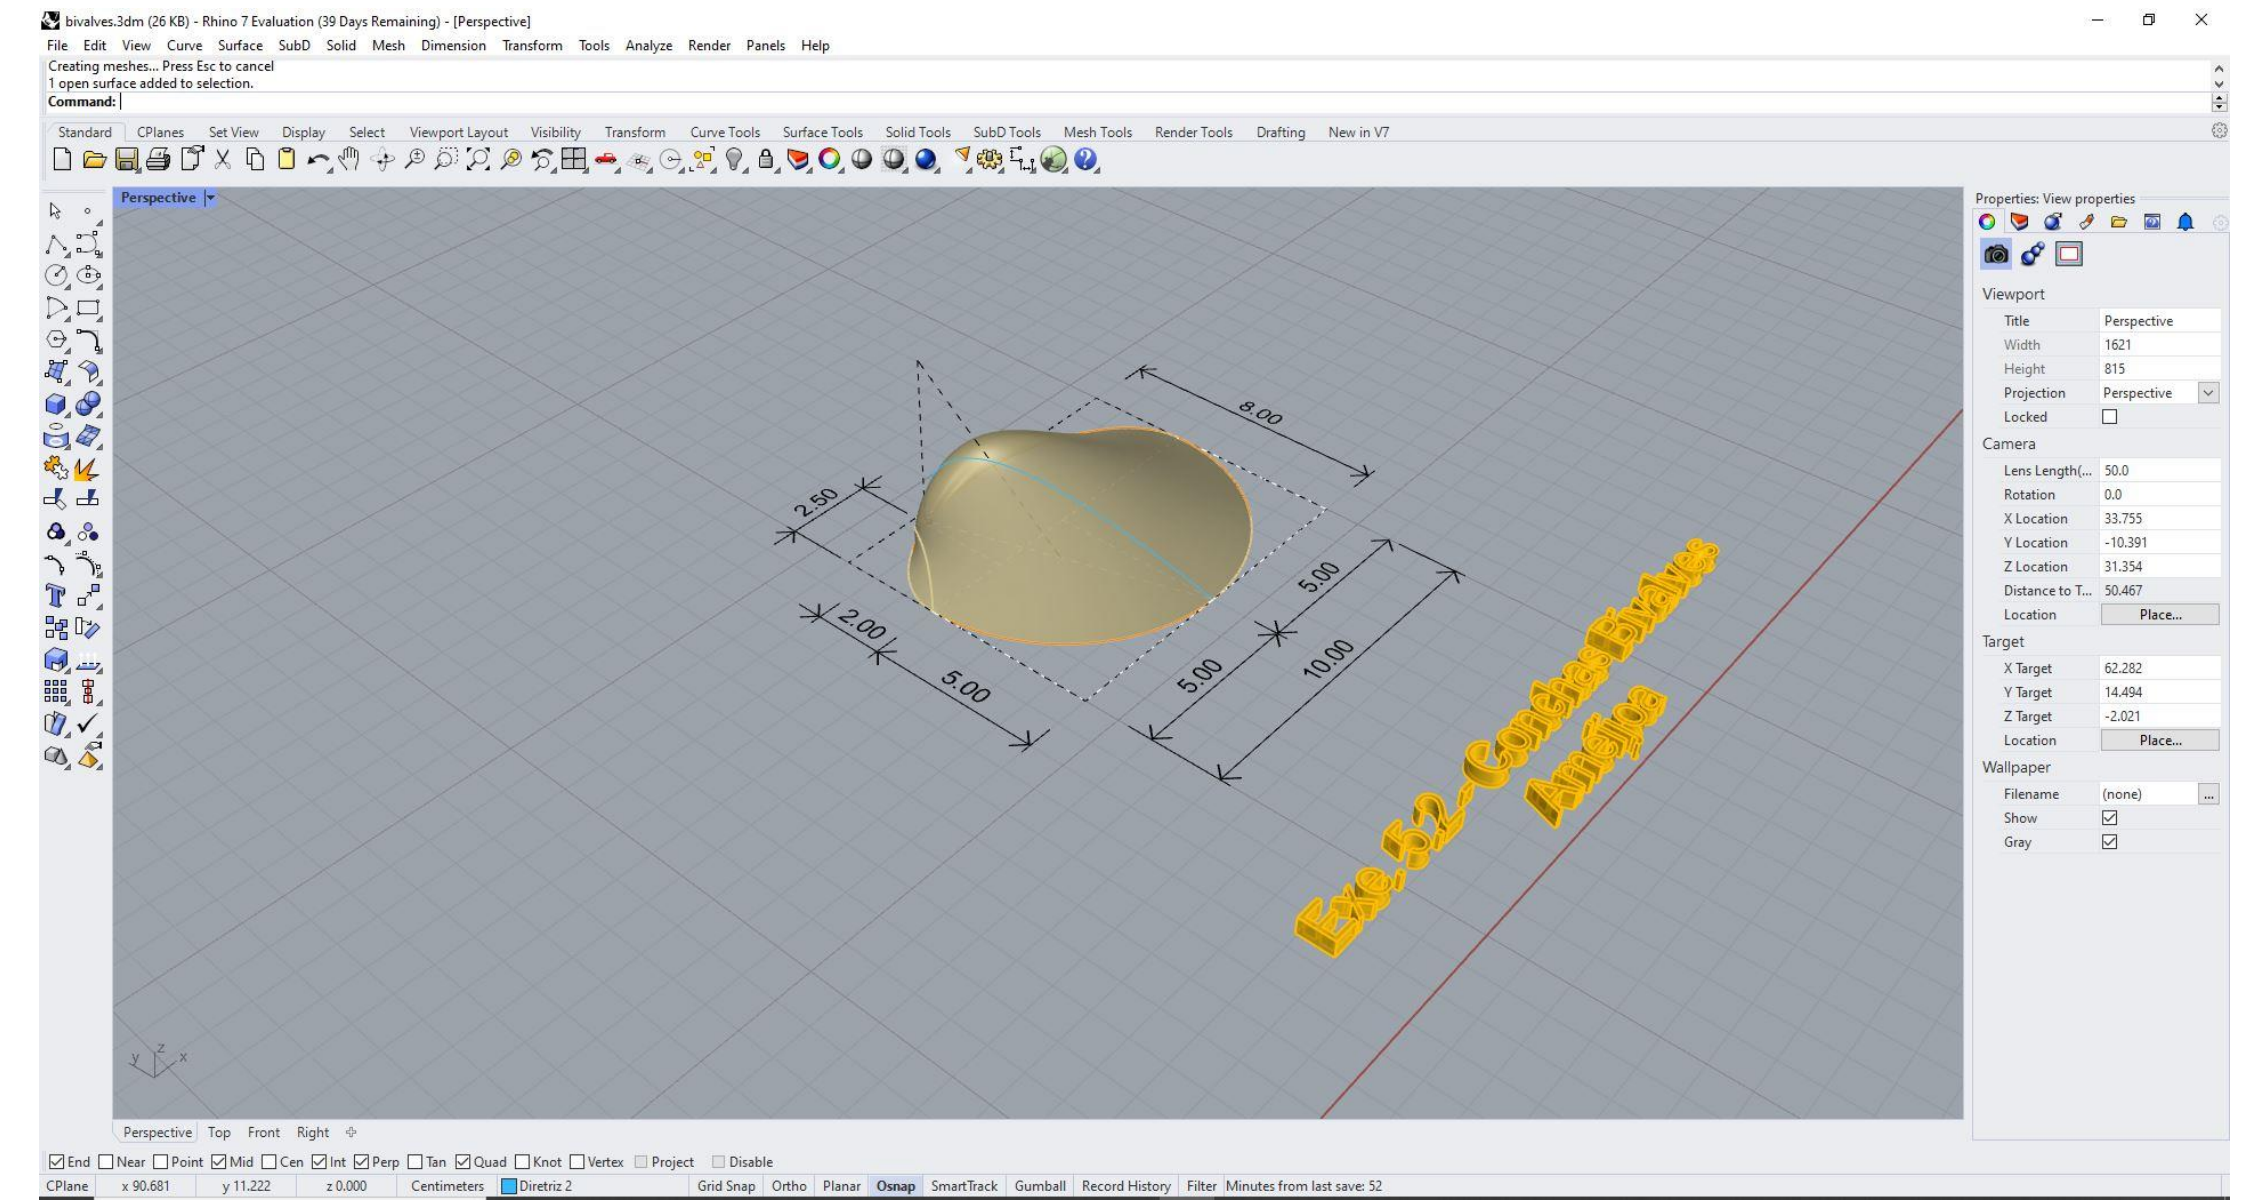 bivalves.3dm (26 KB) - Rhino 7 Evaluation (39 Days Remaining) - [Perspective]
File Edit View Curve Surface SubD Solid Mesh Dimension Transform Tools Analyze Render Panels Help
Creating meshes... Press Esc to cancel
1 open surface added to selection.
Command:
Standard CPlanes Set View Display Select Viewport Layout Visibility Transform Curve Tools Surface Tools Solid Tools SubD Tools Mesh Tools Render Tools Drafting New in V7
Perspective
8.00
2.50
2.00
5.00
5.00
5.00
10.00
Exe.52 - Conchas Bivalves
Amêijoa
z
y x
Properties: View properties
Viewport
Title Perspective
Width 1621
Height 815
Projection Perspective
Locked
Camera
Lens Length(... 50.0
Rotation 0.0
X Location 33.755
Y Location -10.391
Z Location 31.354
Distance to T... 50.467
Location Place...
Target
X Target 62.282
Y Target 14.494
Z Target -2.021
Location Place...
Wallpaper
Filename (none) ...
Show
Gray
Perspective Top Front Right
End Near Point Mid Cen Int Perp Tan Quad Knot Vertex Project Disable
CPlane x 90.681 y 11.222 z 0.000 Centimeters Diretriz 2 Grid Snap Ortho Planar Osnap SmartTrack Gumball Record History Filter Minutes from last save: 52